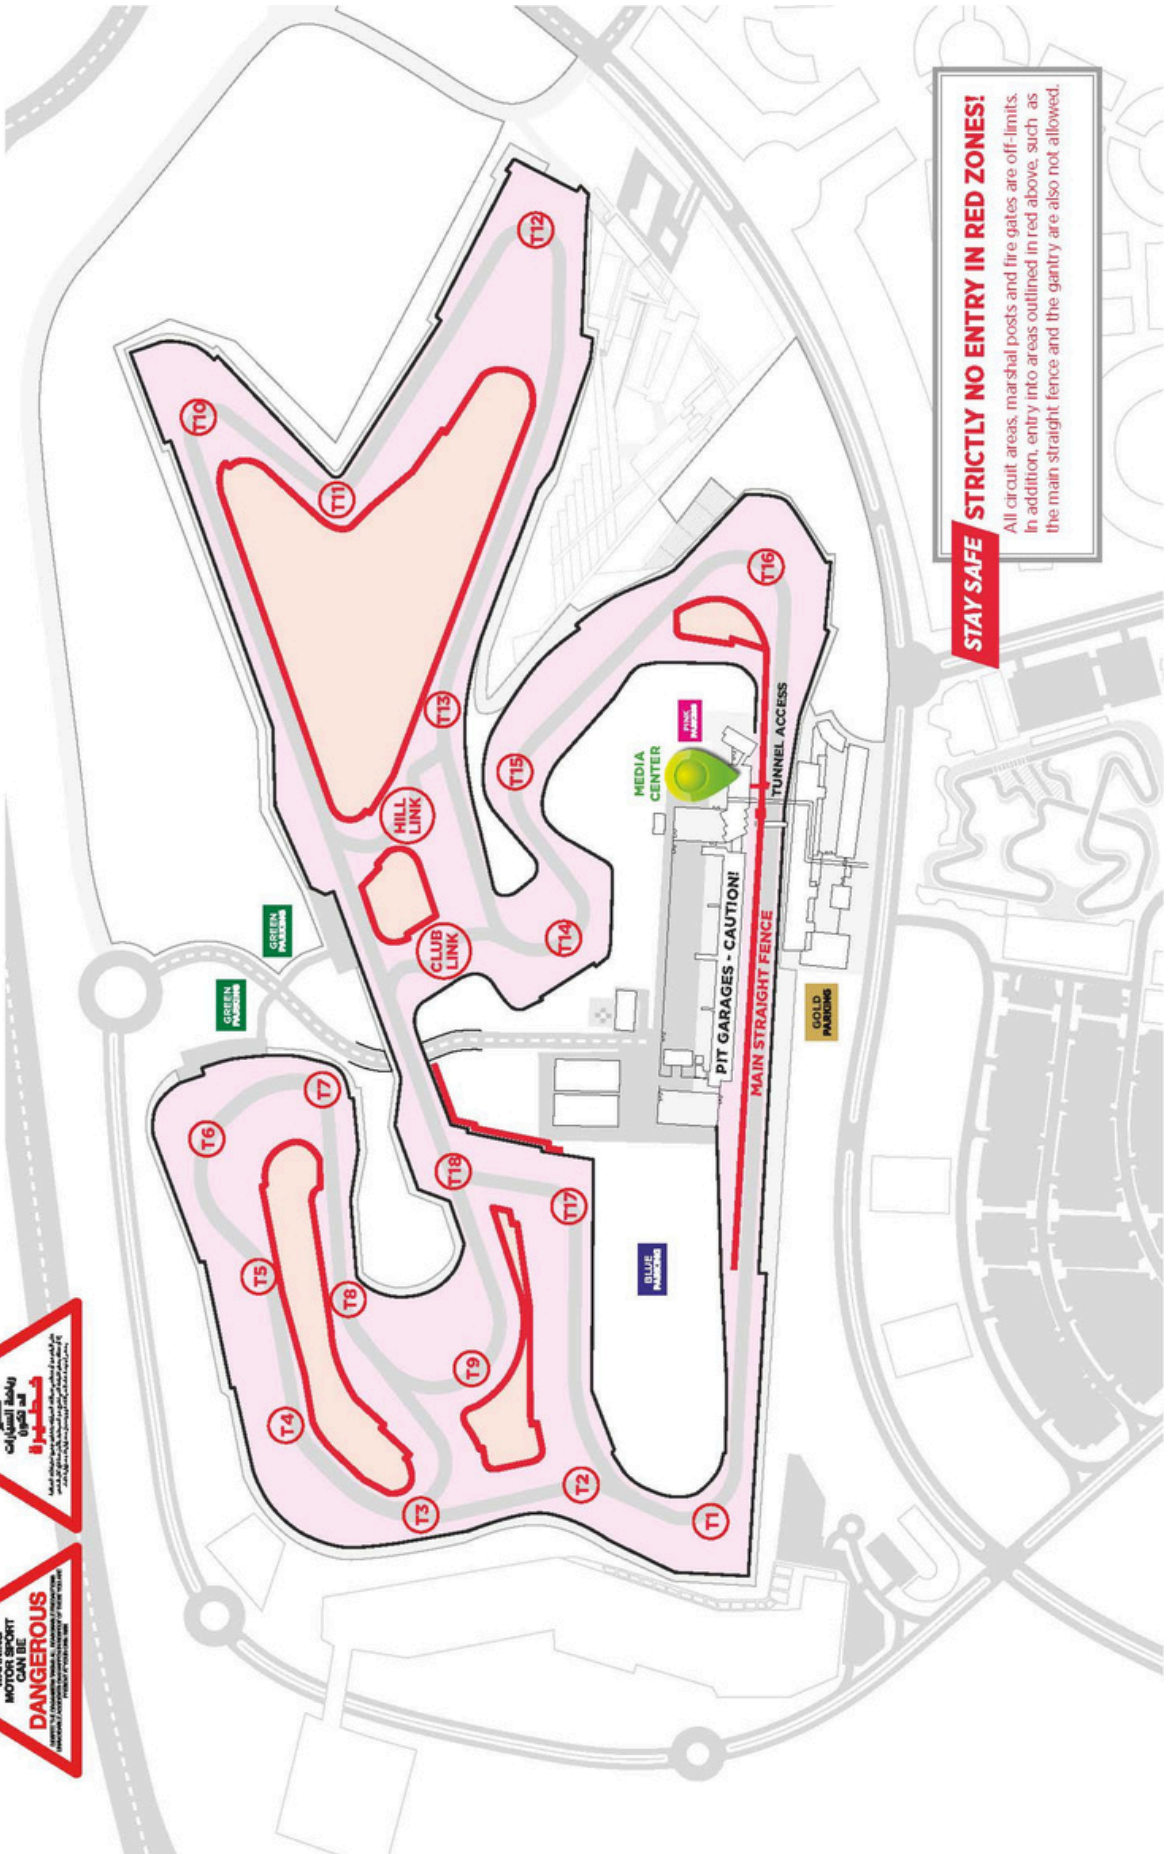 رياضة السيارات
قد تكون
خطيرة
MOTOR SPORT
CAN BE
DANGEROUS
T1
T2
T3
T4
T5
T6
T7
T8
T9
T10
T11
T12
T13
T14
T15
T16
T17
T18
HILL
LINK
CLUB
LINK
GREEN
PARKING
GREEN
PARKING
BLUE
PARKING
GOLD
PARKING
PINK
PARKING
MEDIA
CENTER
PIT GARAGES - CAUTION!
MAIN STRAIGHT FENCE
TUNNEL ACCESS
STAY SAFE STRICTLY NO ENTRY IN RED ZONES!
All circuit areas, marshal posts and fire gates are off-limits.
In addition, entry into areas outlined in red above, such as
the main straight fence and the gantry are also not allowed.